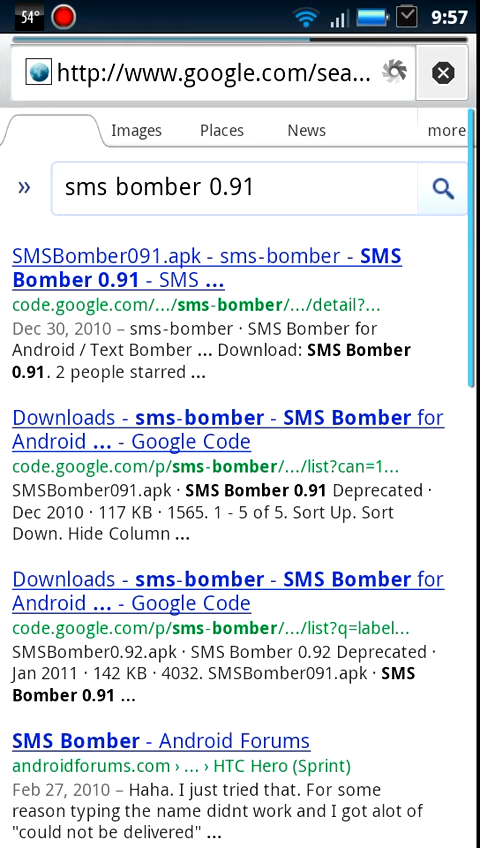 54° 9:57
http://www.google.com/sea...
Images Places News more
» sms bomber 0.91
SMSBomber091.apk - sms-bomber - SMS
Bomber 0.91 - SMS ...
code.google.com/.../sms-bomber/.../detail?...
Dec 30, 2010 – sms-bomber · SMS Bomber for
Android / Text Bomber ... Download: SMS Bomber
0.91. 2 people starred ...
Downloads - sms-bomber - SMS Bomber for
Android ... - Google Code
code.google.com/p/sms-bomber/.../list?can=1...
SMSBomber091.apk · SMS Bomber 0.91 Deprecated ·
Dec 2010 · 117 KB · 1565. 1 - 5 of 5. Sort Up. Sort
Down. Hide Column ...
Downloads - sms-bomber - SMS Bomber for
Android ... - Google Code
code.google.com/p/sms-bomber/.../list?q=label...
SMSBomber0.92.apk · SMS Bomber 0.92 Deprecated ·
Jan 2011 · 142 KB · 4032. SMSBomber091.apk · SMS
Bomber 0.91 ...
SMS Bomber - Android Forums
androidforums.com › ... › HTC Hero (Sprint)
Feb 27, 2010 – Haha. I just tried that. For some
reason typing the name didnt work and I got alot of
"could not be delivered" ...